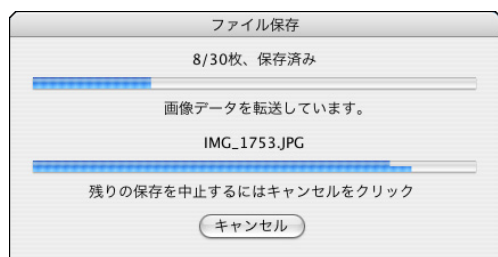 ファイル保存
8/30枚、保存済み
画像データを転送しています。
IMG_1753.JPG
残りの保存を中止するにはキャンセルをクリック
キャンセル